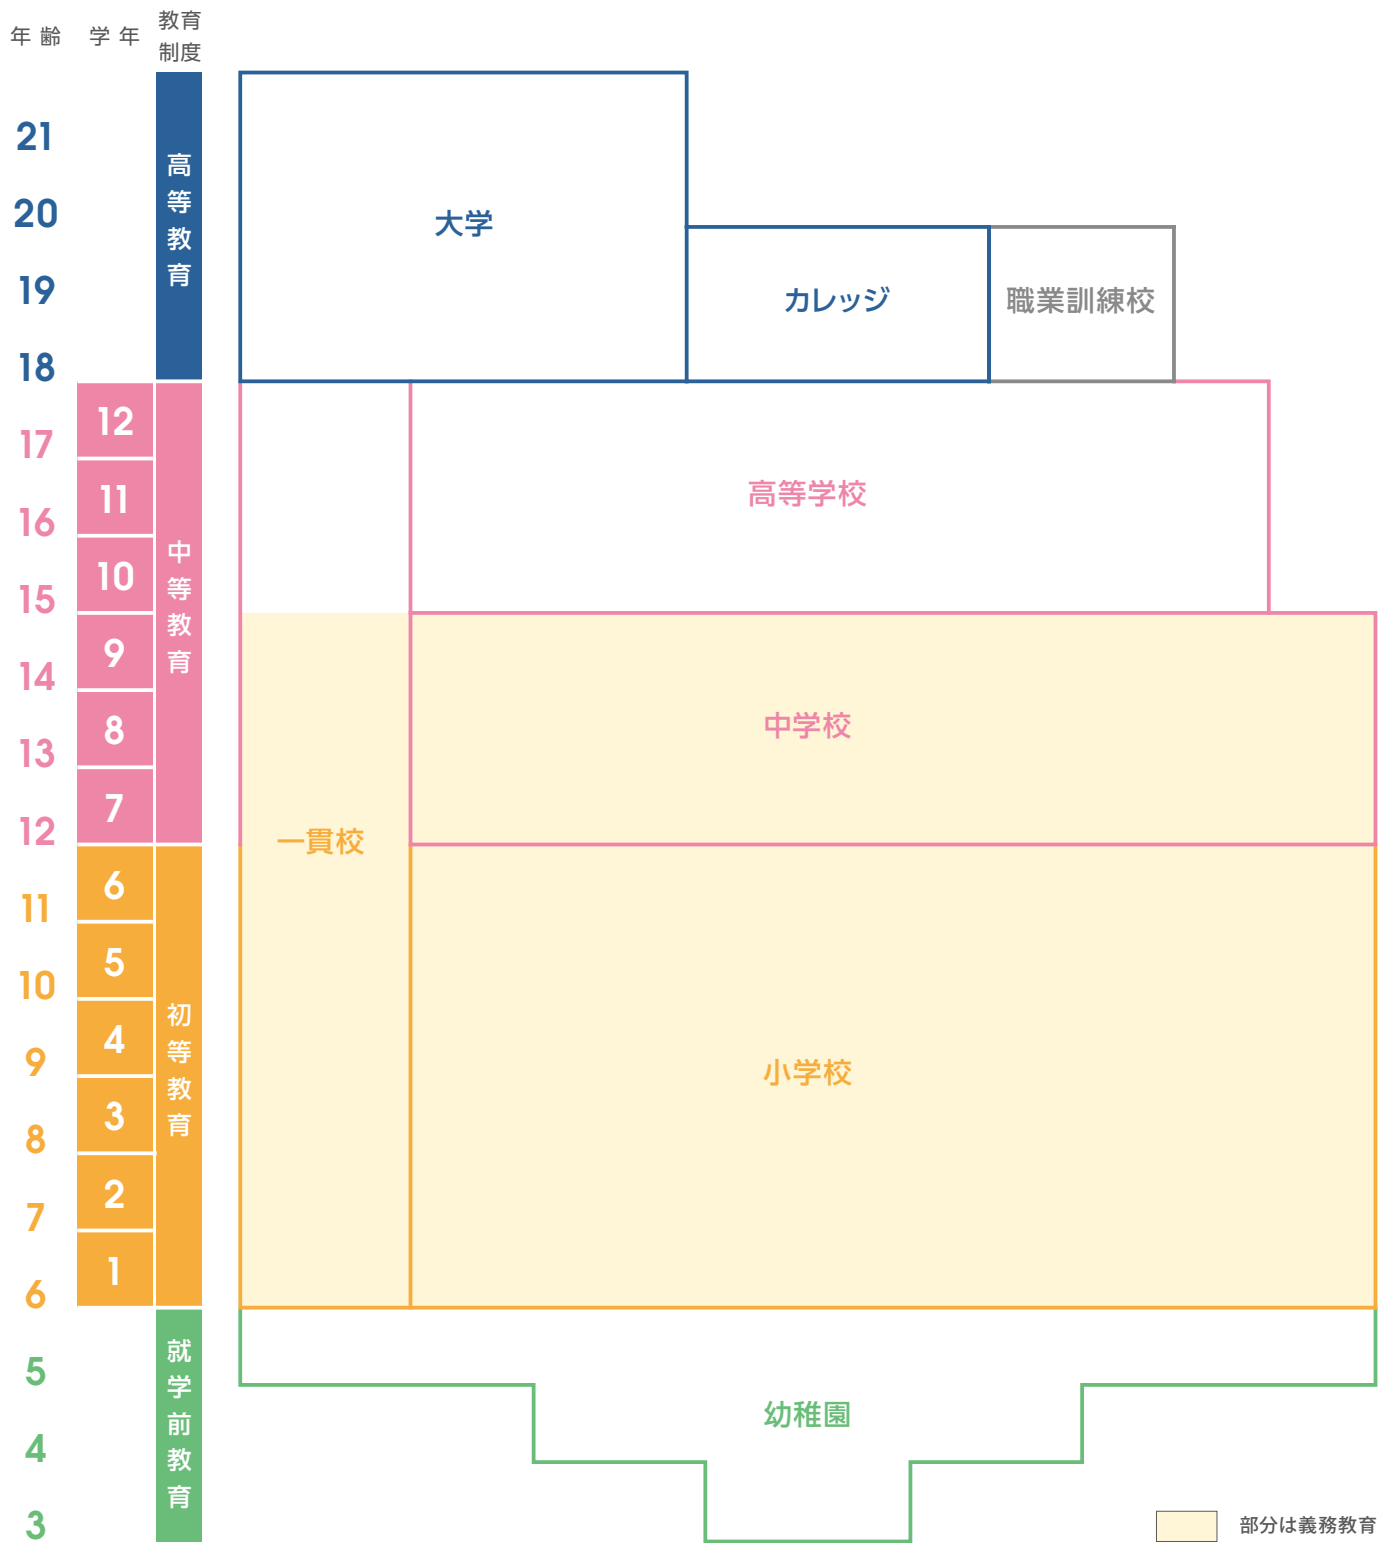 年齢 学年 教育
制度
21
20
19
18
17
16
15
14
13
12
11
10
9
8
7
6
5
4
3
12
11
10
9
8
7
6
5
4
3
2
1
高等教育
中等教育
初等教育
就学前教育
大学
カレッジ
職業訓練校
高等学校
中学校
一貫校
小学校
幼稚園
部分は義務教育